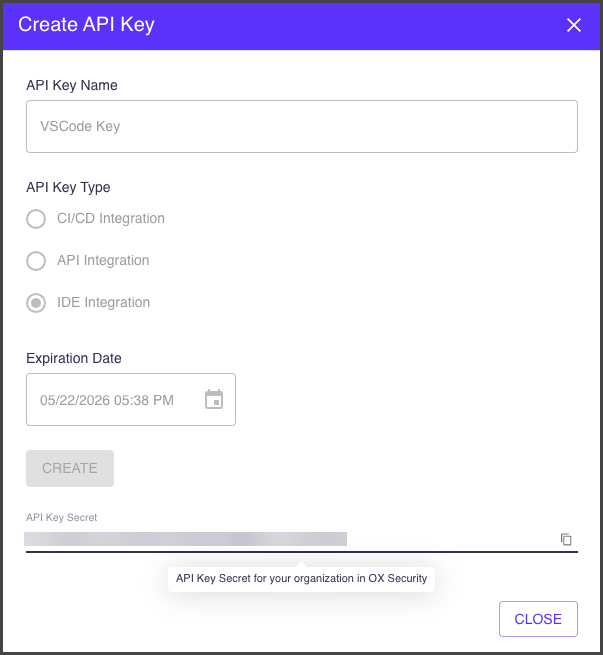 Create API Key
API Key Name
VSCode Key
API Key Type
CI/CD Integration
API Integration
IDE Integration
Expiration Date
05/22/2026 05:38 PM
CREATE
API Key Secret
API Key Secret for your organization in OX Security
CLOSE